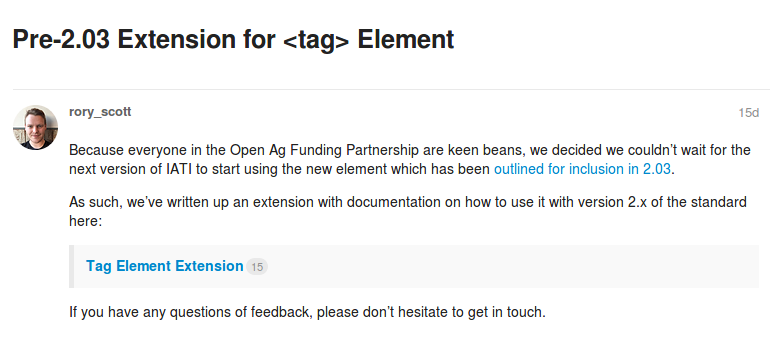 Pre-2.03 Extension for <tag> Element
rory_scott
15d
Because everyone in the Open Ag Funding Partnership are keen beans, we decided we couldn't wait for the
next version of IATI to start using the new element which has been outlined for inclusion in 2.03.
As such, we've written up an extension with documentation on how to use it with version 2.x of the standard
here:
Tag Element Extension 15
If you have any questions of feedback, please don't hesitate to get in touch.